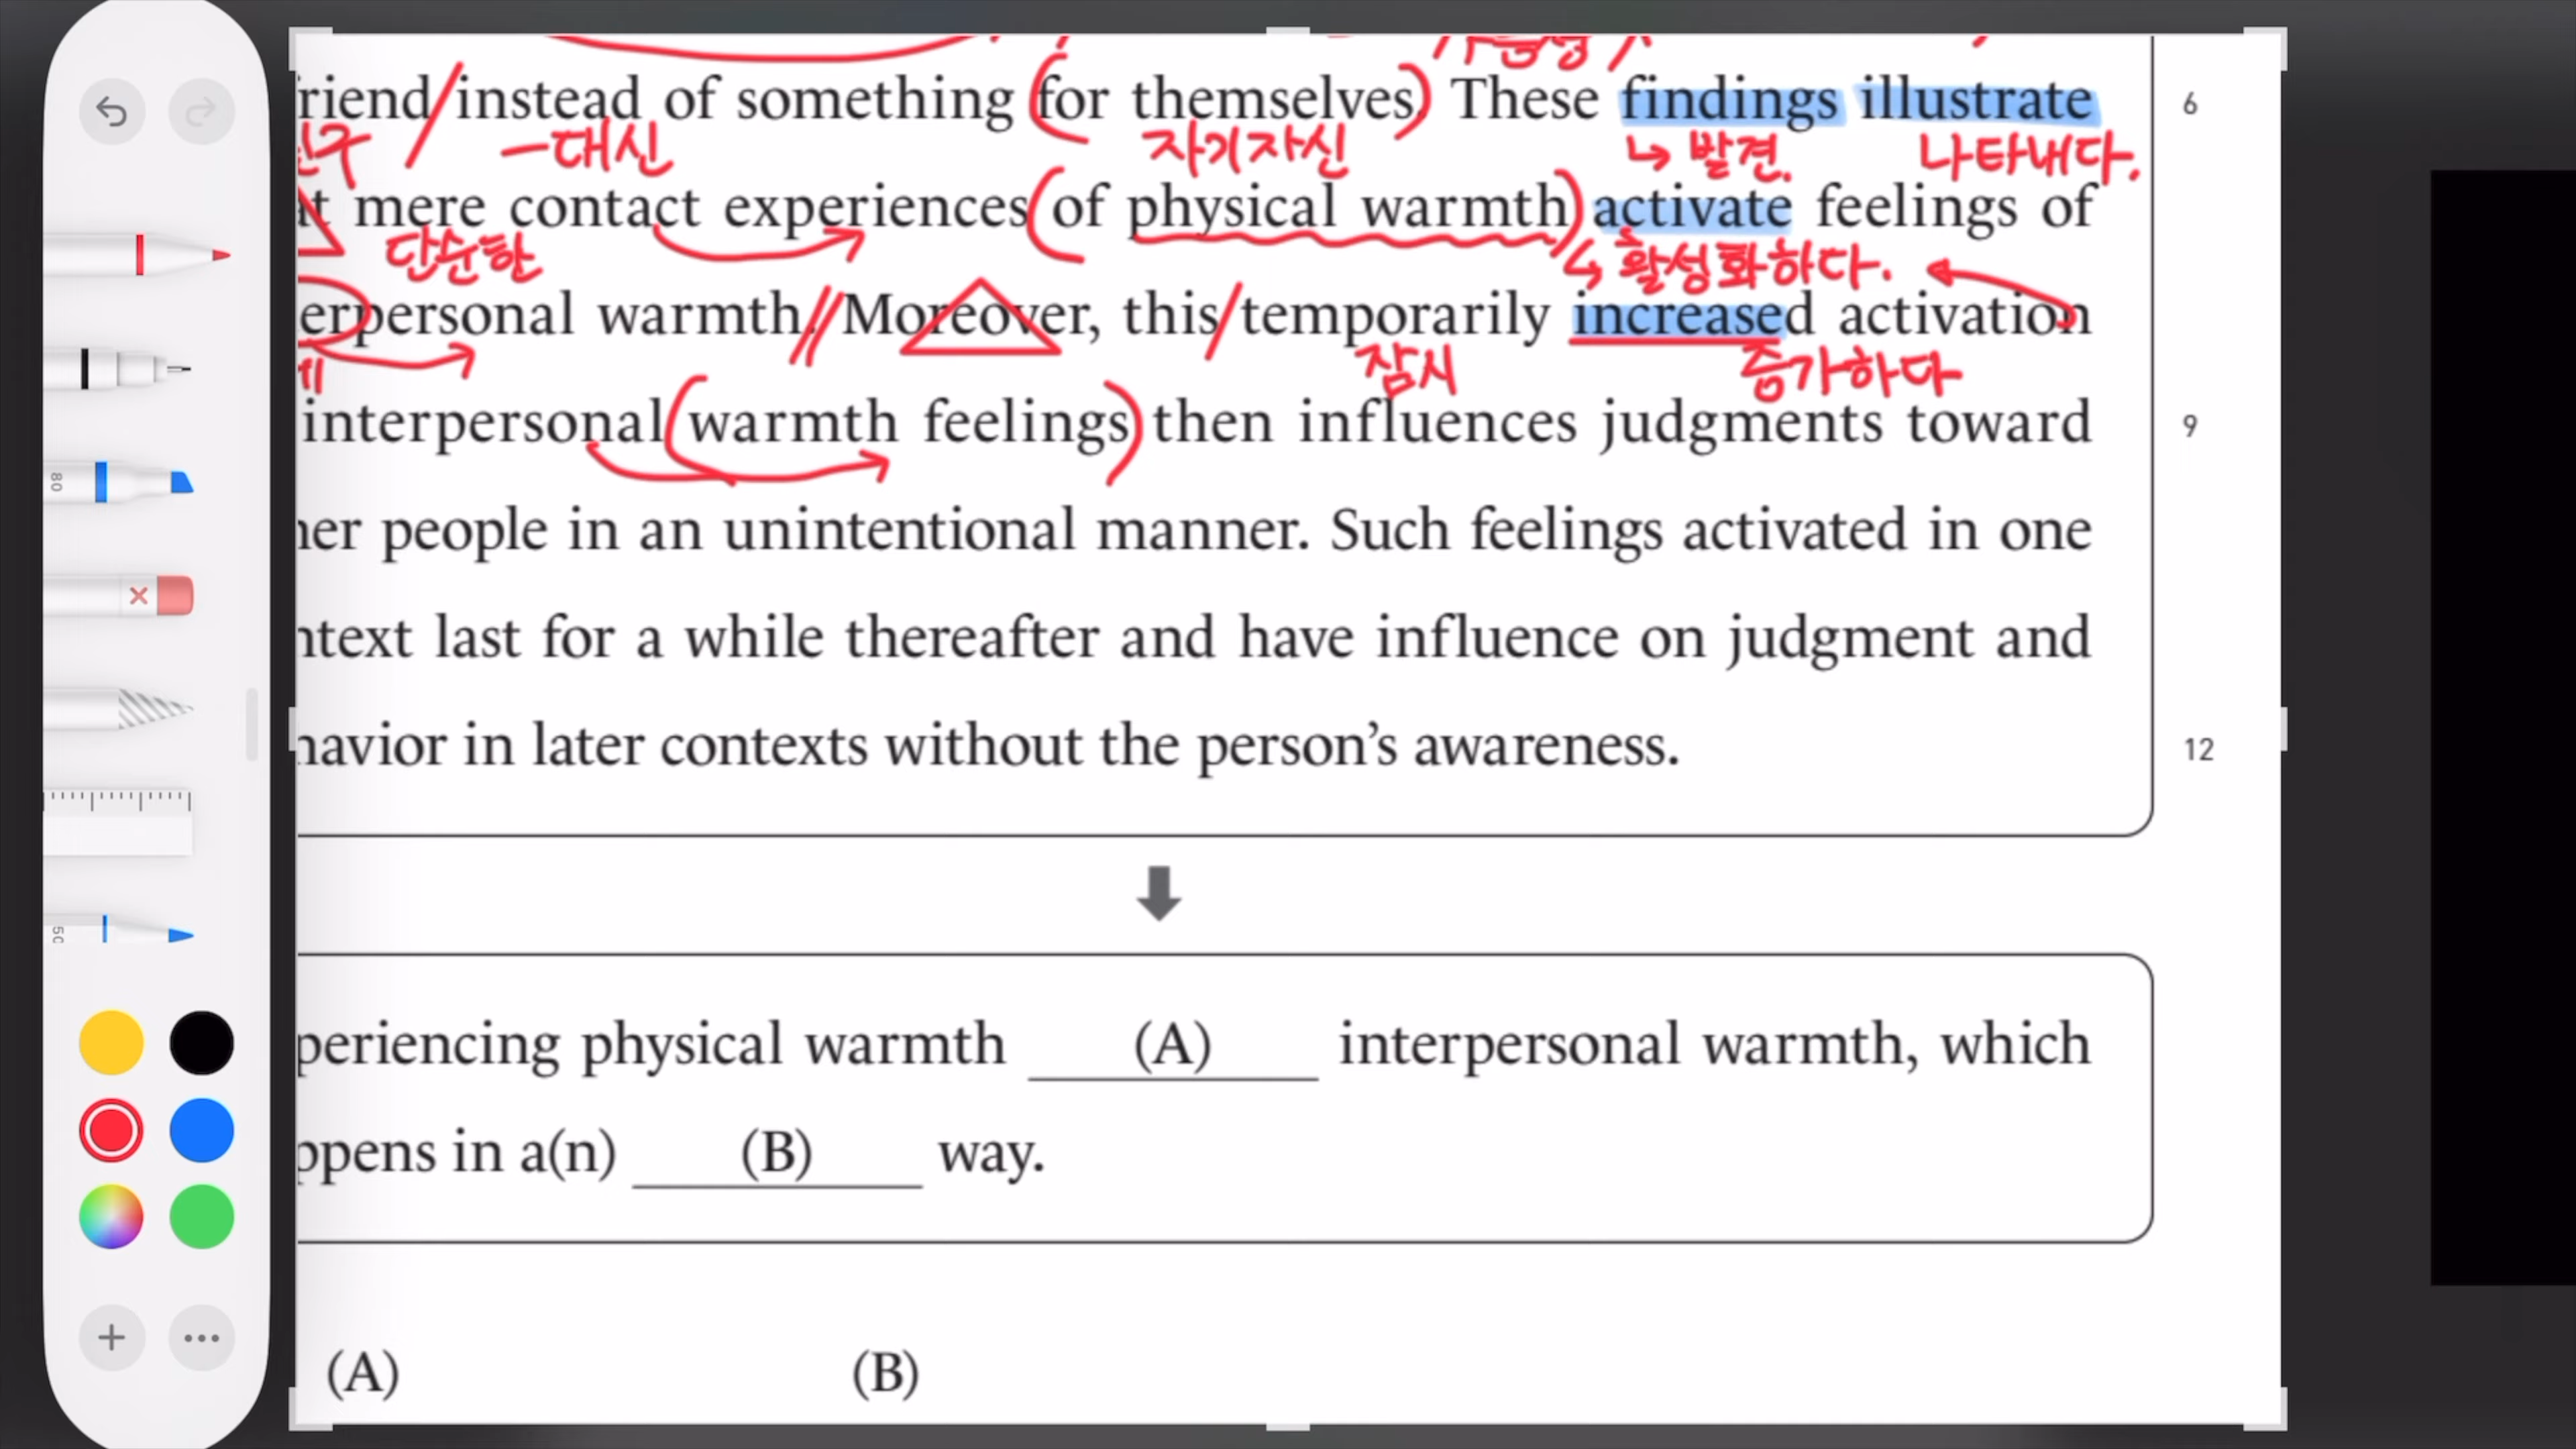 riend instead of something for themselves. These findings illustrate 6
대신 자기자신 발견. 나타내다.
mere contact experiences of physical warmth activate feelings of
단순한 활성화하다.
erpersonal warmth. Moreover, this temporarily increased activation
잠시 증가하다
interpersonal warmth feelings then influences judgments toward 9
her people in an unintentional manner. Such feelings activated in one
ntext last for a while thereafter and have influence on judgment and
havior in later contexts without the person's awareness. 12
periencing physical warmth (A) interpersonal warmth, which
ppens in a(n) (B) way.
(A) (B)
80
50